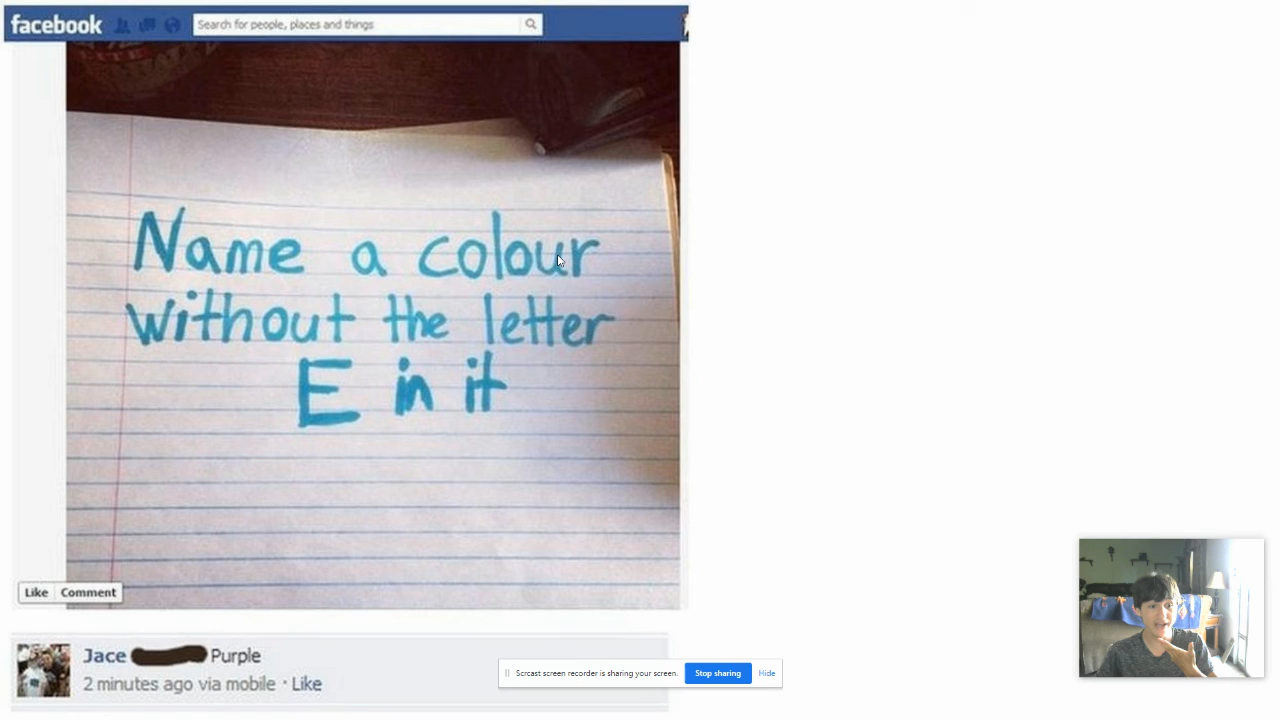 facebook
Search for people, places and things
Name a colour
without the letter
E in it
Like Comment
Jace Purple
2 minutes ago via mobile · Like
Scrcast screen recorder is sharing your screen. Stop sharing Hide